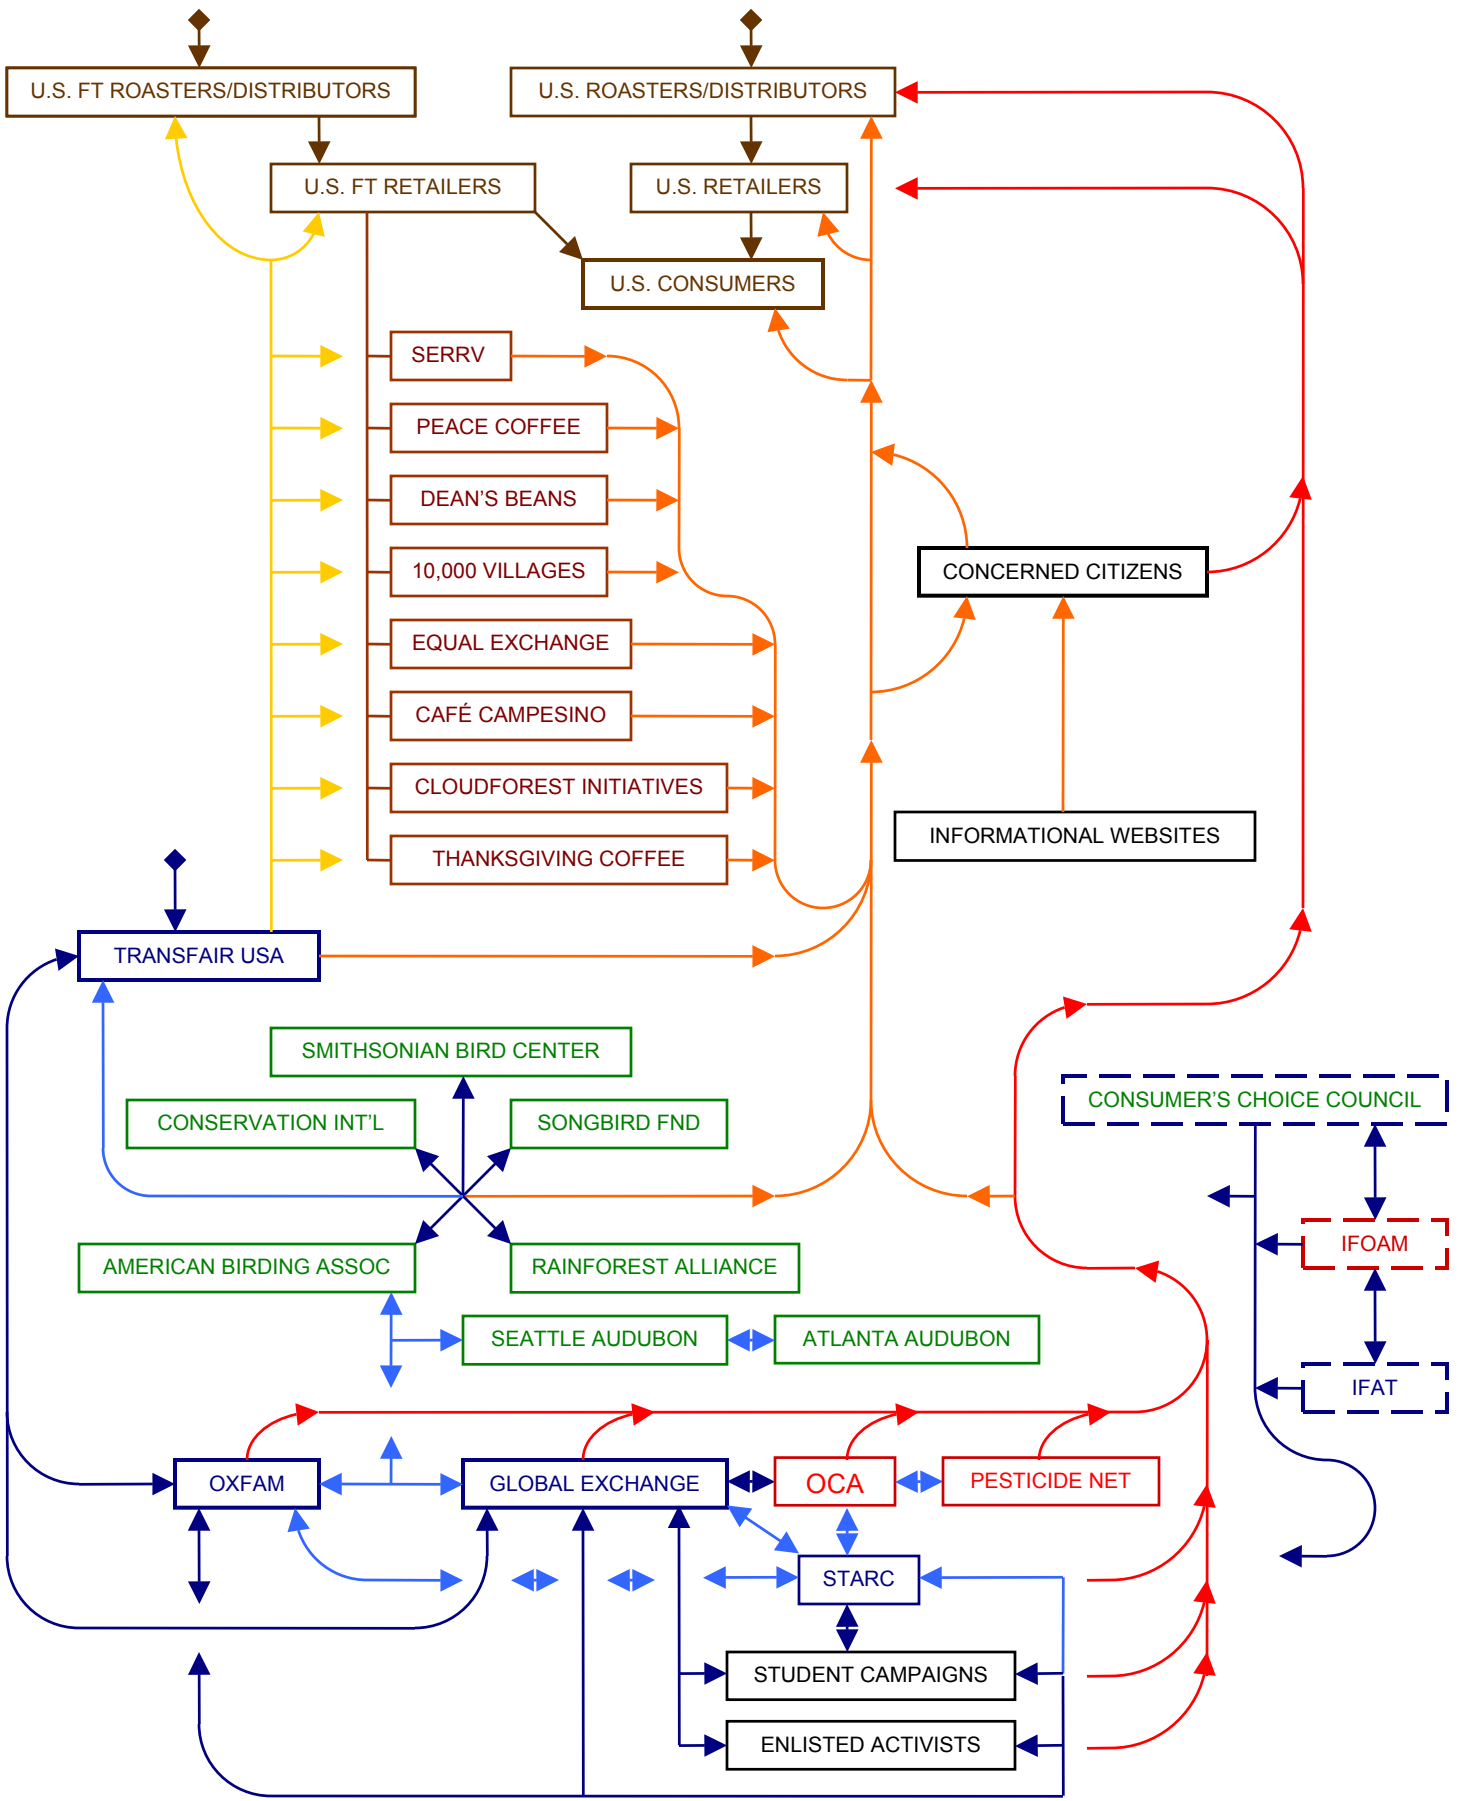 U.S. FT ROASTERS/DISTRIBUTORS
U.S. ROASTERS/DISTRIBUTORS
U.S. FT RETAILERS
U.S. RETAILERS
U.S. CONSUMERS
SERRV
PEACE COFFEE
DEAN'S BEANS
10,000 VILLAGES
CONCERNED CITIZENS
EQUAL EXCHANGE
CAFÉ CAMPESINO
CLOUDFOREST INITIATIVES
INFORMATIONAL WEBSITES
THANKSGIVING COFFEE
TRANSFAIR USA
SMITHSONIAN BIRD CENTER
CONSUMER'S CHOICE COUNCIL
CONSERVATION INT'L
SONGBIRD FND
IFOAM
AMERICAN BIRDING ASSOC
RAINFOREST ALLIANCE
SEATTLE AUDUBON
ATLANTA AUDUBON
IFAT
OXFAM
GLOBAL EXCHANGE
OCA
PESTICIDE NET
STARC
STUDENT CAMPAIGNS
ENLISTED ACTIVISTS